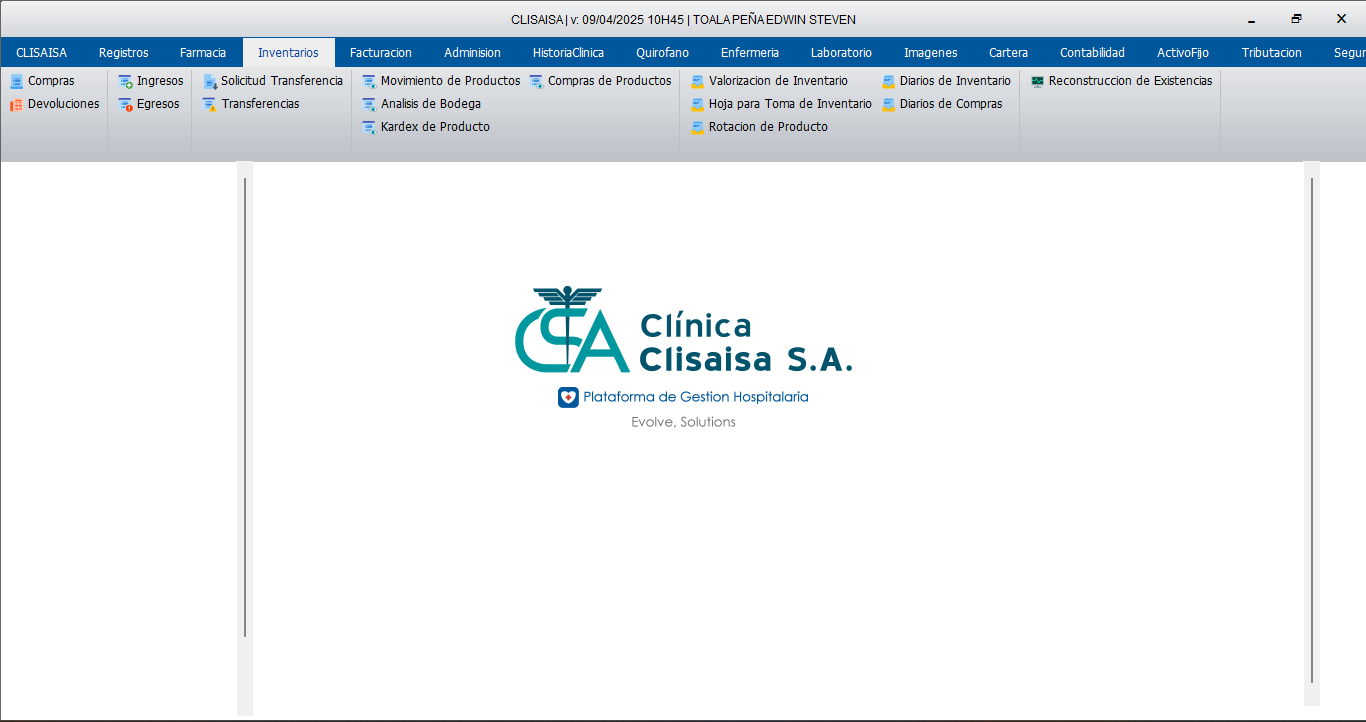 CLISAISA | v: 09/04/2025 10H45 | TOALA PEÑA EDWIN STEVEN
CLISAISA Registros Farmacia Inventarios Facturacion Adminision HistoriaClinica Quirofano Enfermeria Laboratorio Imagenes Cartera Contabilidad ActivoFijo Tributacion Segur
Compras Ingresos Solicitud Transferencia Movimiento de Productos Compras de Productos Valorizacion de Inventario Diarios de Inventario Reconstruccion de Existencias
Devoluciones Egresos Transferencias Analisis de Bodega Hoja para Toma de Inventario Diarios de Compras
Kardex de Producto Rotacion de Producto
CSA
Clínica
Clisaisa S.A.
Plataforma de Gestion Hospitalaria
Evolve, Solutions